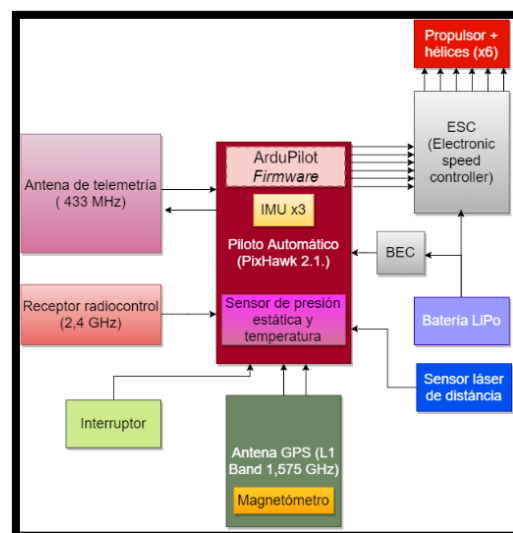 Propulsor +
hélices (x6)
ESC
(Electronic
speed
controller)
ArduPilot
Firmware
Antena de telemetría
( 433 MHz)
IMU x3
Piloto Automático
(PixHawk 2.1.)
BEC
Receptor radiocontrol
(2,4 GHz)
Sensor de presión
estática y
temperatura
Batería LiPo
Sensor láser
de distáncia
Interruptor
Antena GPS (L1
Band 1,575 GHz)
Magnetómetro